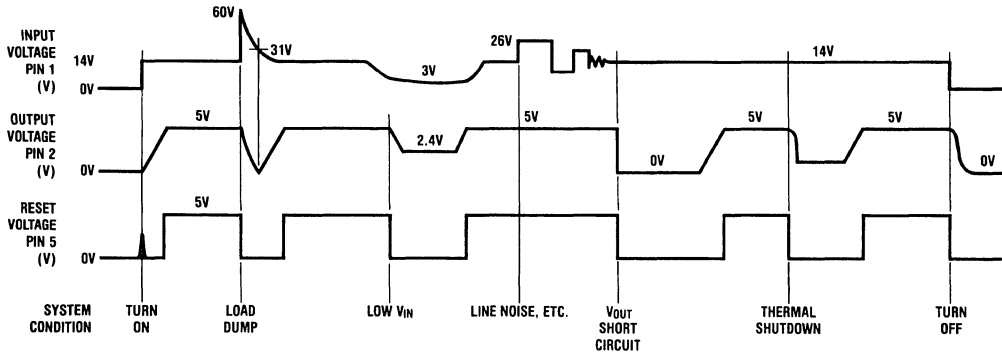 60V
INPUT
VOLTAGE
PIN 1
(V)
14V
0V
31V
3V
26V
14V
OUTPUT
VOLTAGE
PIN 2
(V)
0V
5V
2.4V
5V
0V
5V
5V
0V
RESET
VOLTAGE
PIN 5
(V)
0V
5V
SYSTEM
CONDITION
TURN
ON
LOAD
DUMP
LOW VIN
LINE NOISE, ETC.
VOUT
SHORT
CIRCUIT
THERMAL
SHUTDOWN
TURN
OFF